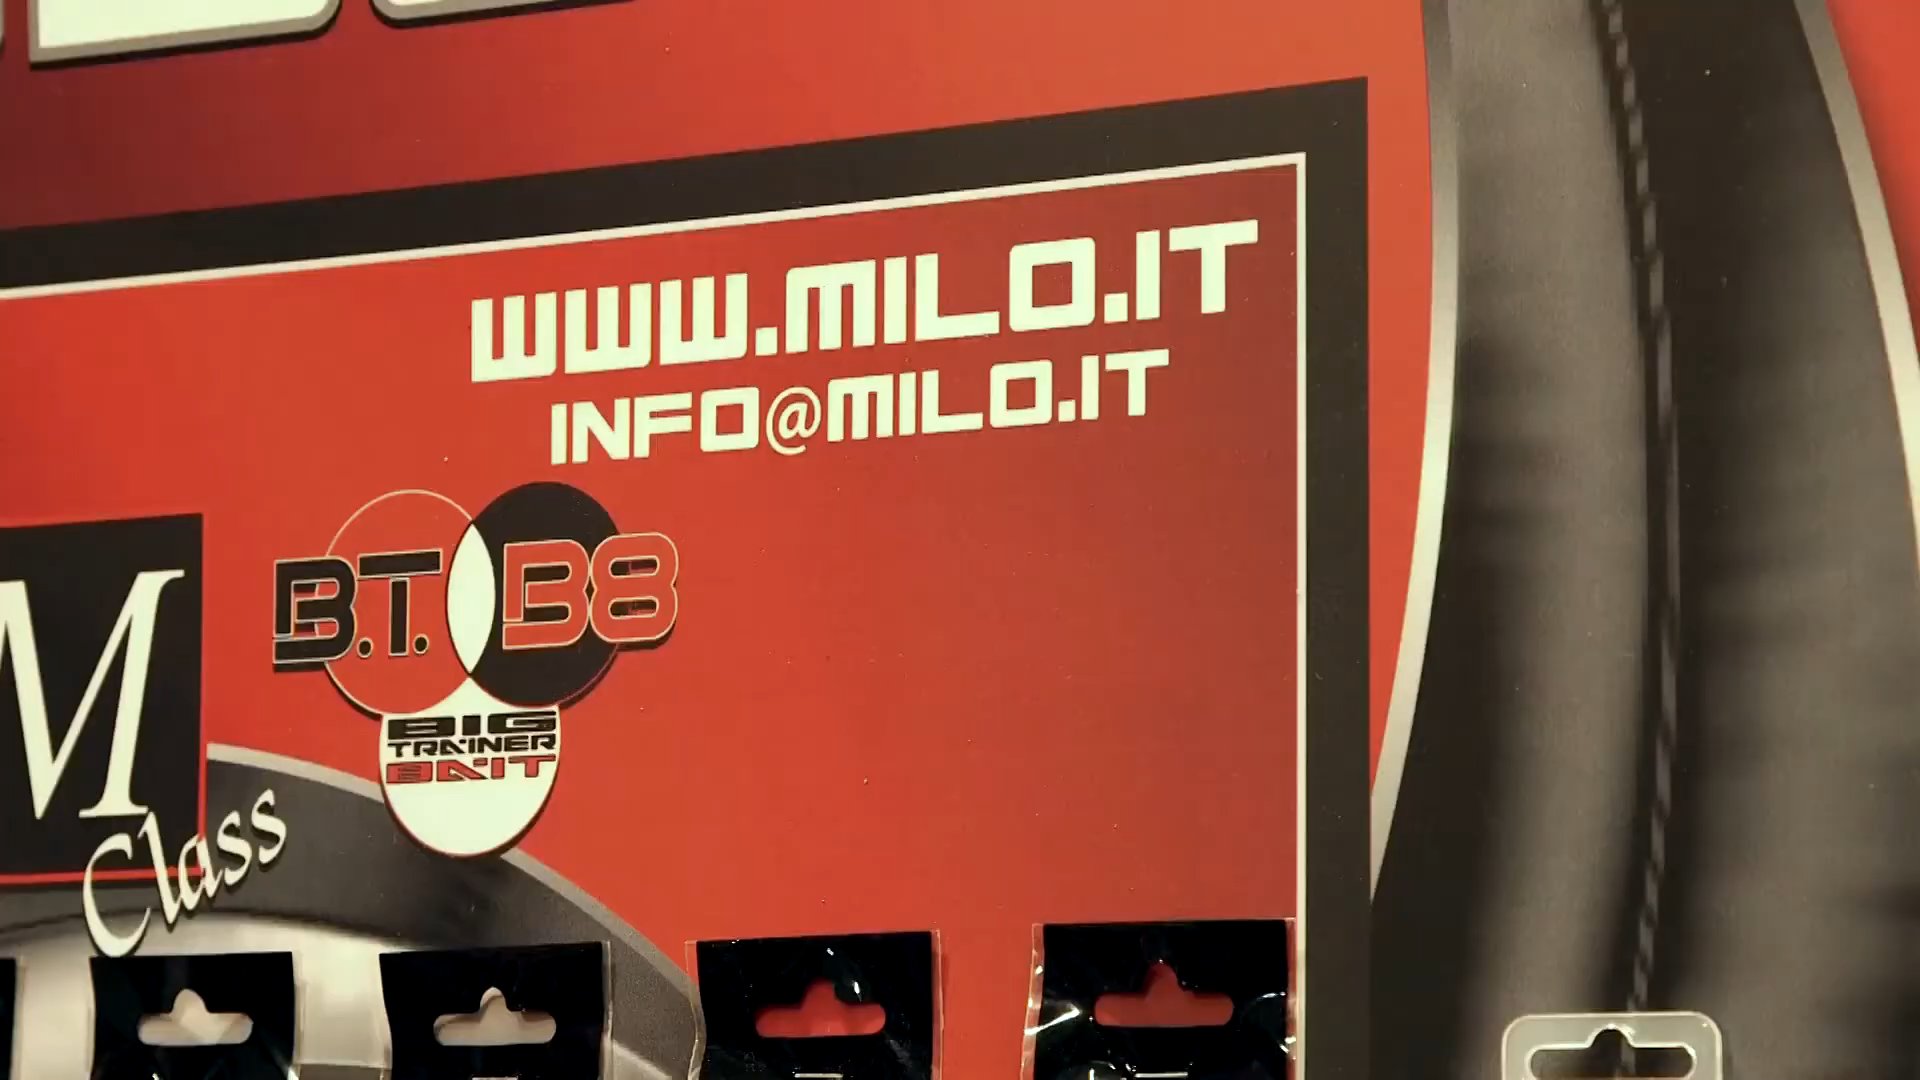 WWW.MILO.IT
INFO@MILO.IT
B.T. B8
BIG
TRAINER
BAIT
M
Class